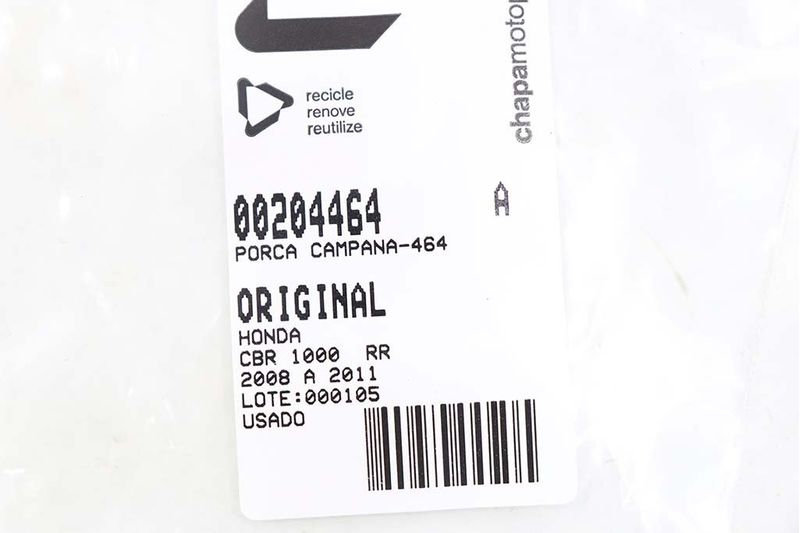 chapamotop
recicle
renove
reutilize
A
00204464
PORCA CAMPANA-464
ORIGINAL
HONDA
CBR 1000 RR
2008 A 2011
LOTE:000105
USADO